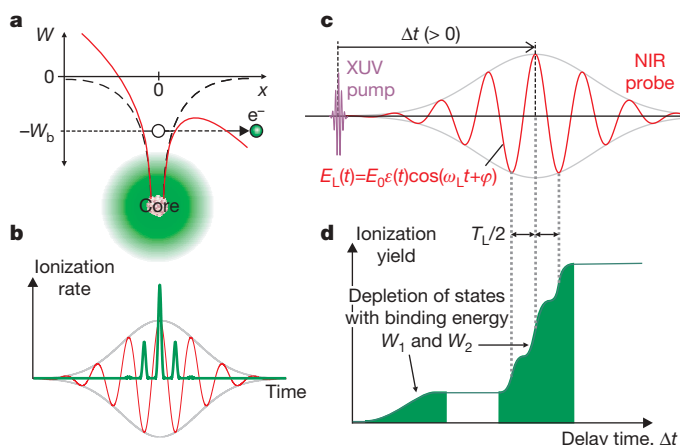 a
W
0
0
x
e⁻
−W_b
Core
b
Ionization
rate
Time
c
Δt (> 0)
XUV
pump
NIR
probe
E_L(t)=E_0ε(t)cos(ω_Lt+φ)
d
Ionization
yield
T_L/2
Depletion of states
with binding energy
W_1 and W_2
Delay time, Δt